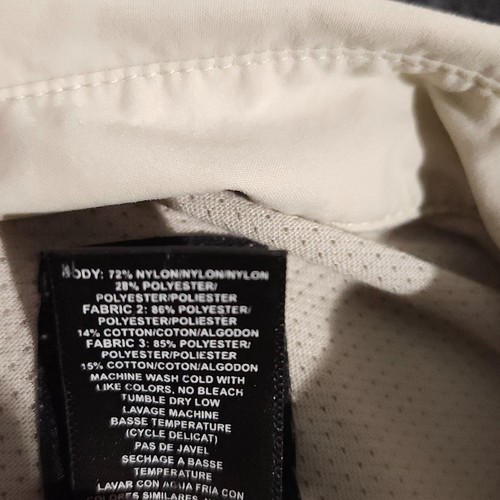 BODY: 72% NYLON/NYLON/NYLON
28% POLYESTER/
POLYESTER/POLIESTER
FABRIC 2: 86% POLYESTER/
POLYESTER/POLIESTER
14% COTTON/COTON/ALGODON
FABRIC 3: 85% POLYESTER/
POLYESTER/POLIESTER
15% COTTON/COTON/ALGODON
MACHINE WASH COLD WITH
LIKE COLORS, NO BLEACH
TUMBLE DRY LOW
LAVAGE MACHINE
BASSE TEMPERATURE
(CYCLE DELICAT)
PAS DE JAVEL
SECHAGE A BASSE
TEMPERATURE
LAVAR CON AGUA FRIA CON
COLORES SIMILARES,